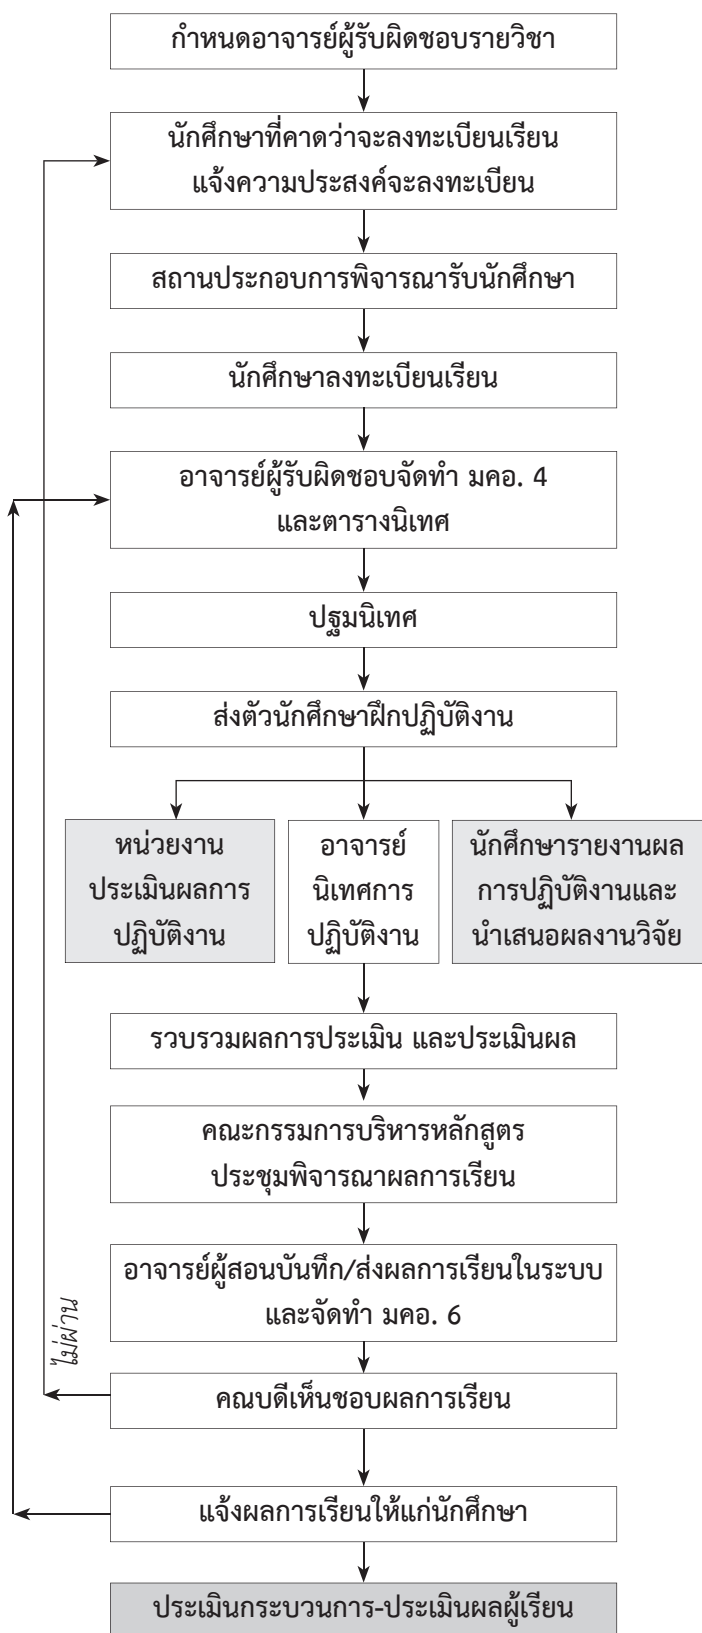 กำหนดอาจารย์ผู้รับผิดชอบรายวิชา
นักศึกษาที่คาดว่าจะลงทะเบียนเรียน
แจ้งความประสงค์จะลงทะเบียน
สถานประกอบการพิจารณารับนักศึกษา
นักศึกษาลงทะเบียนเรียน
อาจารย์ผู้รับผิดชอบจัดทำ มคอ. 4
และตารางนิเทศ
ปฐมนิเทศ
ส่งตัวนักศึกษาฝึกปฏิบัติงาน
หน่วยงาน
ประเมินผลการ
ปฏิบัติงาน
อาจารย์
นิเทศการ
ปฏิบัติงาน
นักศึกษารายงานผล
การปฏิบัติงานและ
นำเสนอผลงานวิจัย
รวบรวมผลการประเมิน และประเมินผล
คณะกรรมการบริหารหลักสูตร
ประชุมพิจารณาผลการเรียน
อาจารย์ผู้สอนบันทึก/ส่งผลการเรียนในระบบ
และจัดทำ มคอ. 6
ไม่ผ่าน
คณบดีเห็นชอบผลการเรียน
แจ้งผลการเรียนให้แก่นักศึกษา
ประเมินกระบวนการ-ประเมินผลผู้เรียน